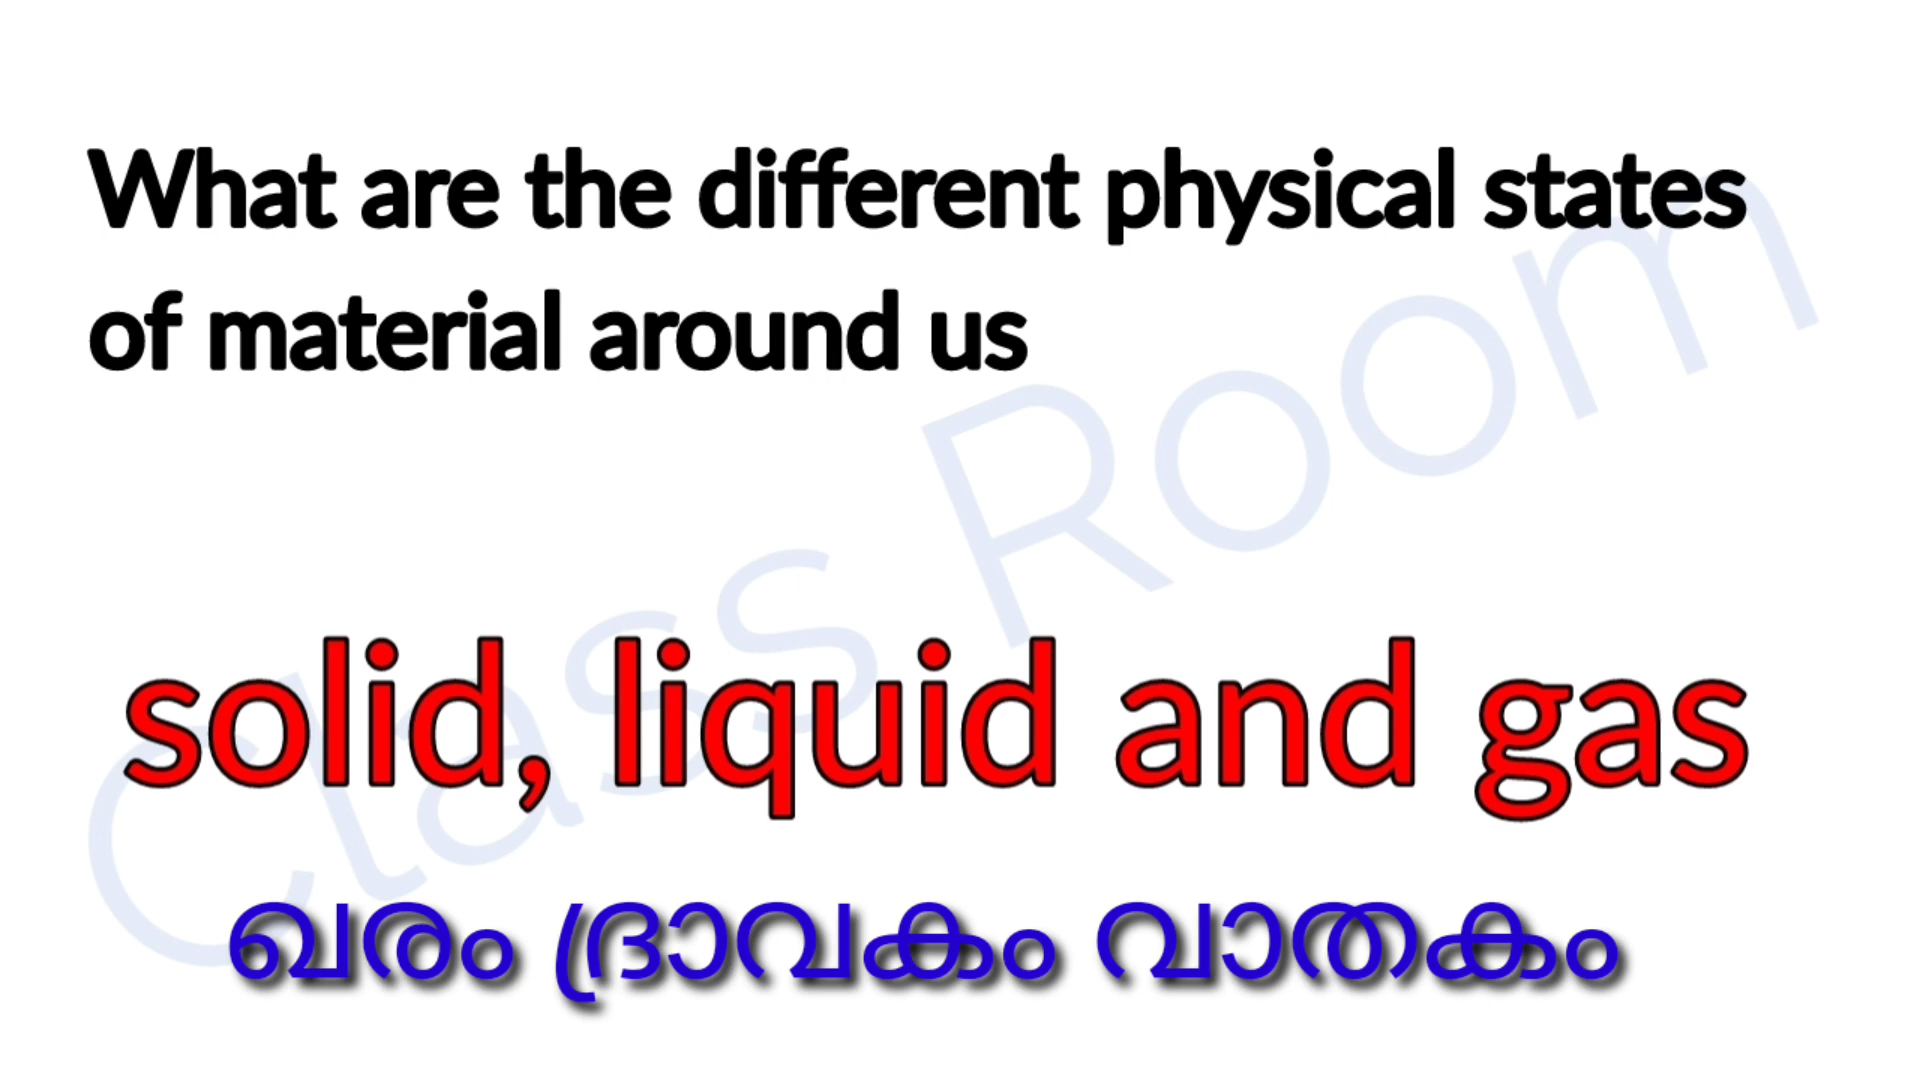 What are the different physical states
of material around us
Class Room
solid, liquid and gas
ഖരം ദ്രാവകം വാതകം